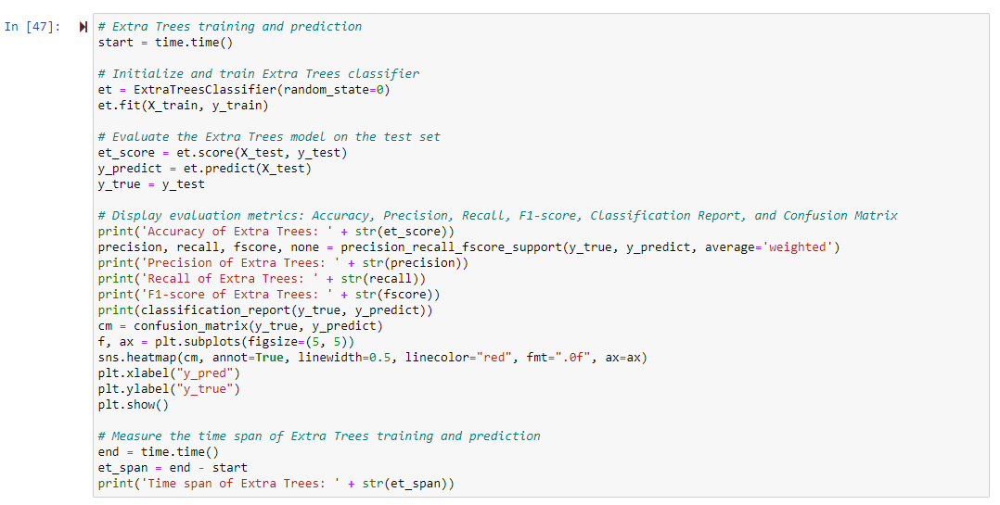 In [47]:
# Extra Trees training and prediction
start = time.time()
# Initialize and train Extra Trees classifier
et = ExtraTreesClassifier(random_state=0)
et.fit(X_train, y_train)
# Evaluate the Extra Trees model on the test set
et_score = et.score(X_test, y_test)
y_predict = et.predict(X_test)
y_true = y_test
# Display evaluation metrics: Accuracy, Precision, Recall, F1-score, Classification Report, and Confusion Matrix
print('Accuracy of Extra Trees: ' + str(et_score))
precision, recall, fscore, none = precision_recall_fscore_support(y_true, y_predict, average='weighted')
print('Precision of Extra Trees: ' + str(precision))
print('Recall of Extra Trees: ' + str(recall))
print('F1-score of Extra Trees: ' + str(fscore))
print(classification_report(y_true, y_predict))
cm = confusion_matrix(y_true, y_predict)
f, ax = plt.subplots(figsize=(5, 5))
sns.heatmap(cm, annot=True, linewidth=0.5, linecolor="red", fmt=".0f", ax=ax)
plt.xlabel("y_pred")
plt.ylabel("y_true")
plt.show()
# Measure the time span of Extra Trees training and prediction
end = time.time()
et_span = end - start
print('Time span of Extra Trees: ' + str(et_span))